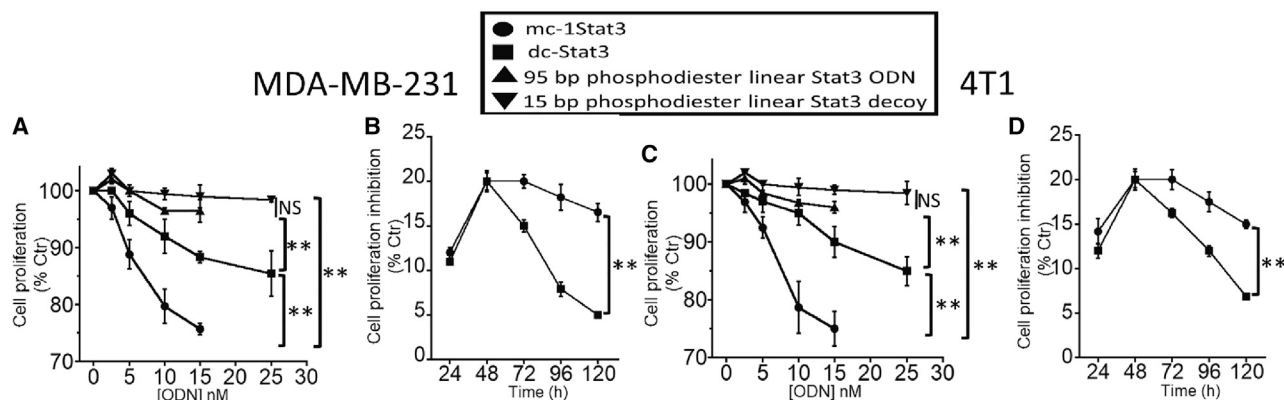 mc-1Stat3
dc-Stat3
95 bp phosphodiester linear Stat3 ODN
15 bp phosphodiester linear Stat3 decoy
MDA-MB-231
4T1
A
Cell proliferation
(% Ctr)
100
90
80
70
0 5 10 15 20 25 30
[ODN] nM
NS
**
**
**
B
Cell proliferation inhibition
(% Ctr)
25
20
15
10
5
0
24 48 72 96 120
Time (h)
**
C
Cell proliferation
(% Ctr)
100
90
80
70
0 5 10 15 20 25 30
[ODN] nM
NS
**
**
**
D
Cell proliferation inhibition
(% Ctr)
25
20
15
10
5
0
24 48 72 96 120
Time (h)
**